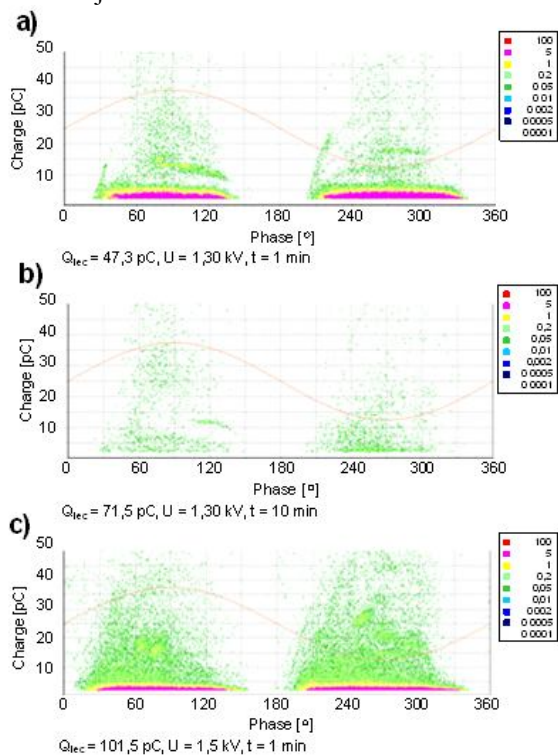 a)
50
40
30
20
10
Charge [pC]
0 60 120 180 240 300 360
Phase [º]
100
5
1
0.2
0.05
0.01
0.002
0.0005
0.0001
Q_IEC = 47,3 pC, U = 1,30 kV, t = 1 min
b)
50
40
30
20
10
Charge [pC]
0 60 120 180 240 300 360
Phase [º]
100
5
1
0.2
0.05
0.01
0,002
0.0005
0.0001
Q_IEC = 71,5 pC, U = 1,30 kV, t = 10 min
c)
50
40
30
20
10
Charge [pC]
0 60 120 180 240 300 360
Phase [º]
100
5
1
0,2
0.05
0,01
0,002
0.0005
0.0001
Q_IEC = 101,5 pC, U = 1,5 kV, t = 1 min